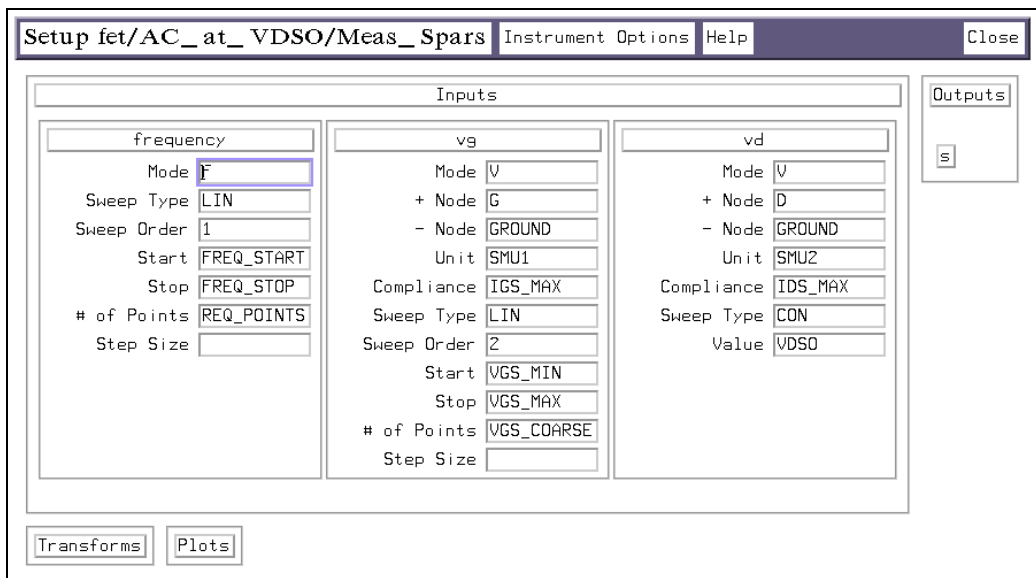 Setup fet/AC_at_VDSO/Meas_Spars Instrument Options Help Close
Inputs
Outputs
s
frequency
Mode F
Sweep Type LIN
Sweep Order 1
Start FREQ_START
Stop FREQ_STOP
# of Points REQ_POINTS
Step Size
vg
Mode V
+ Node G
- Node GROUND
Unit SMU1
Compliance IGS_MAX
Sweep Type LIN
Sweep Order 2
Start VGS_MIN
Stop VGS_MAX
# of Points VGS_COARSE
Step Size
vd
Mode V
+ Node D
- Node GROUND
Unit SMU2
Compliance IDS_MAX
Sweep Type CON
Value VDSO
Transforms Plots